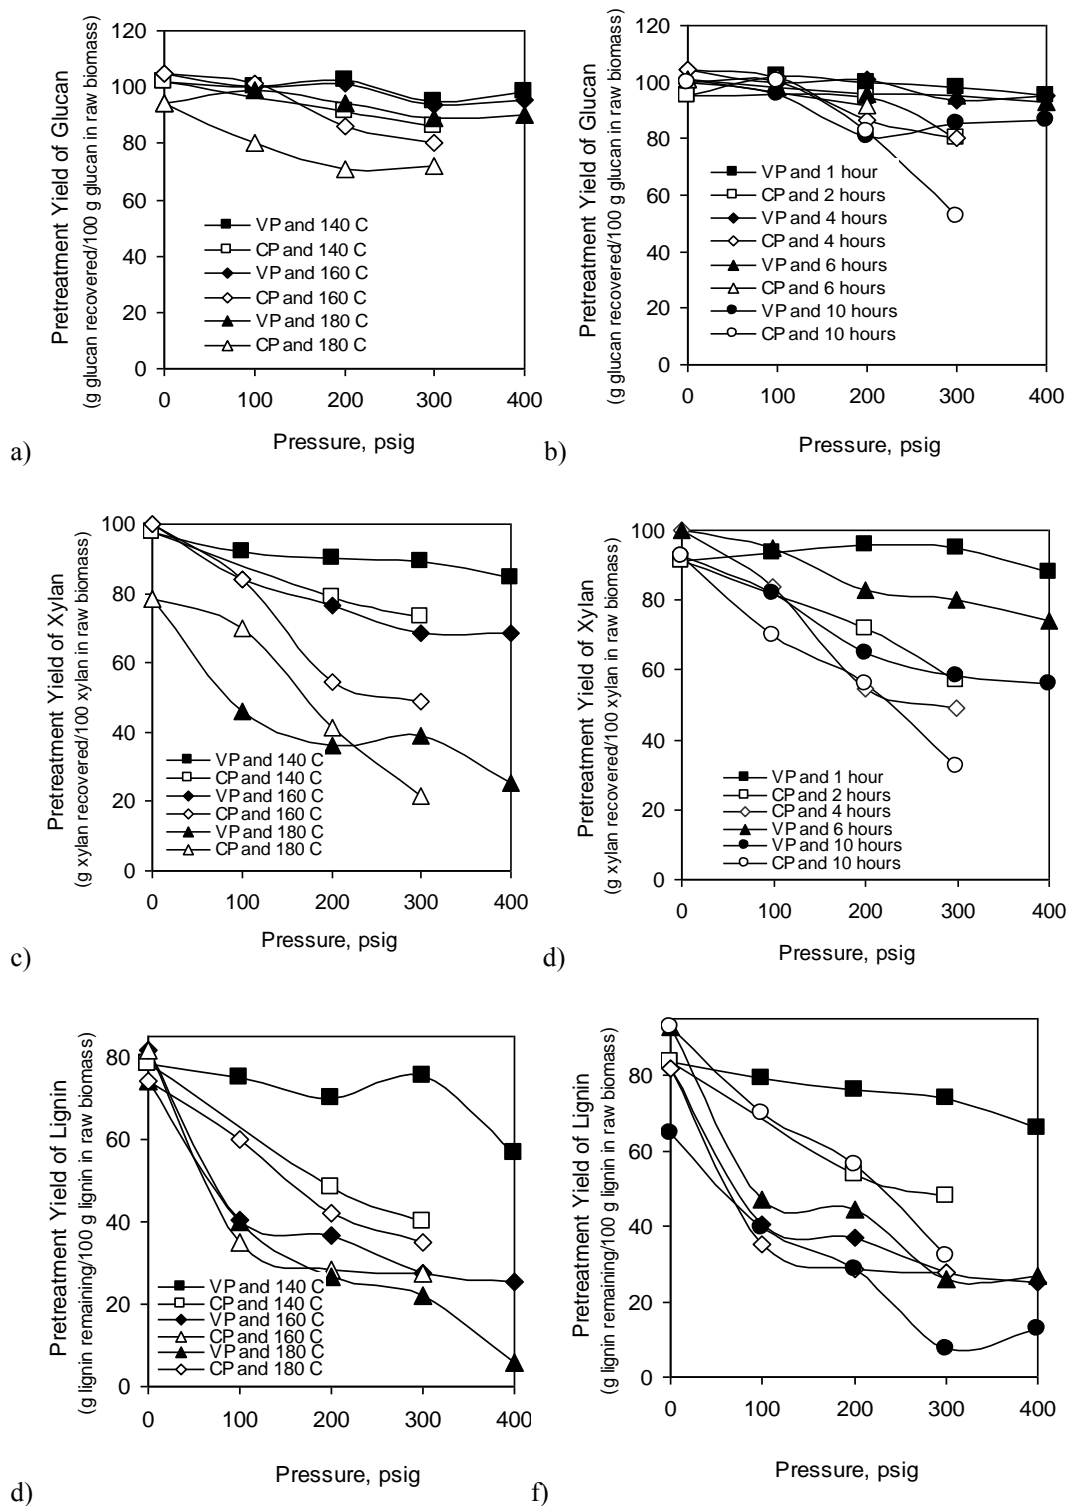 Pretreatment Yield of Glucan
(g glucan recovered/100 g glucan in raw biomass)
120
100
80
60
40
20
0
VP and 140 C
CP and 140 C
VP and 160 C
CP and 160 C
VP and 180 C
CP and 180 C
0 100 200 300 400
Pressure, psig
a)
Pretreatment Yield of Glucan
(g glucan recovered/100 g glucan in raw biomass)
120
100
80
60
40
20
0
VP and 1 hour
CP and 2 hours
VP and 4 hours
CP and 4 hours
VP and 6 hours
CP and 6 hours
VP and 10 hours
CP and 10 hours
0 100 200 300 400
Pressure, psig
b)
Pretreatment Yield of Xylan
(g xylan recovered/100 xylan in raw biomass)
100
80
60
40
20
0
VP and 140 C
CP and 140 C
VP and 160 C
CP and 160 C
VP and 180 C
CP and 180 C
0 100 200 300 400
Pressure, psig
c)
Pretreatment Yield of Xylan
(g xylan recovered/100 xylan in raw biomass)
100
80
60
40
20
0
VP and 1 hour
CP and 2 hours
CP and 4 hours
VP and 6 hours
VP and 10 hours
CP and 10 hours
0 100 200 300 400
Pressure, psig
d)
Pretreatment Yield of Lignin
(g lignin remaining/100 g lignin in raw biomass)
80
60
40
20
0
VP and 140 C
CP and 140 C
VP and 160 C
CP and 160 C
VP and 180 C
CP and 180 C
0 100 200 300 400
Pressure, psig
d)
Pretreatment Yield of Lignin
(g lignin remaining/100 g lignin in raw biomass)
80
60
40
20
0
0 100 200 300 400
Pressure, psig
f)